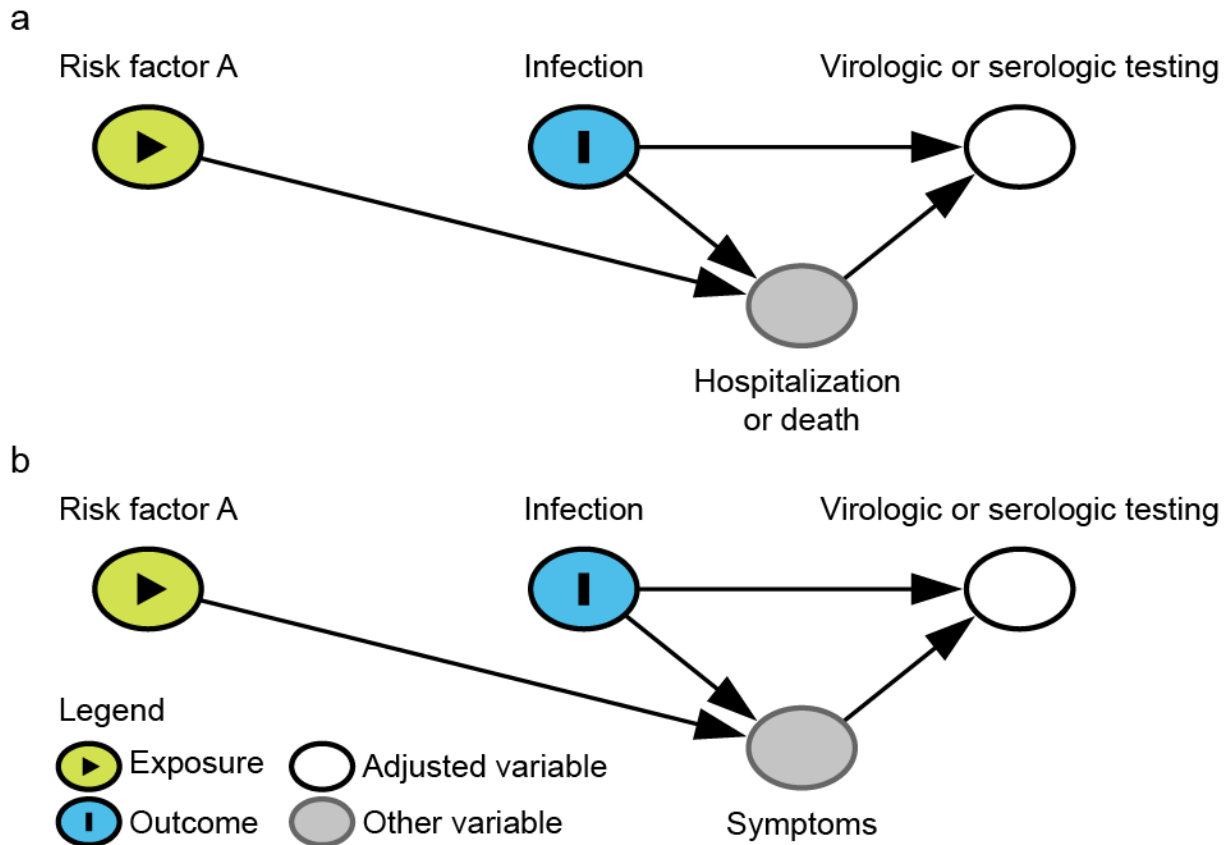 a
Risk factor A
Infection
Virologic or serologic testing
Hospitalization
or death
b
Risk factor A
Infection
Virologic or serologic testing
Legend
Exposure
Adjusted variable
Outcome
Other variable
Symptoms